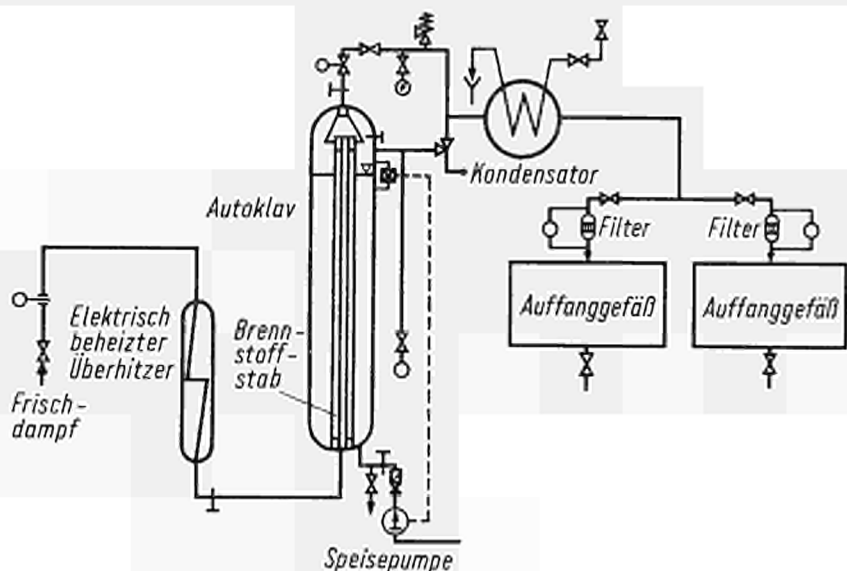 Kondensator
Autoklav
Filter
Filter
Auffanggefäß
Auffanggefäß
Elektrisch
beheizter
Überhitzer
Brenn-
stoff-
stab
Frisch-
dampf
Speisepumpe